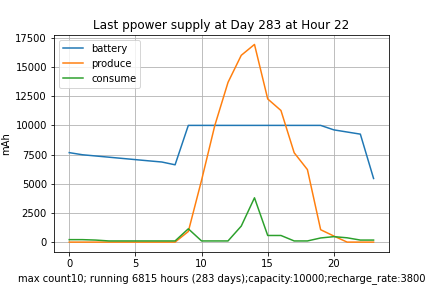 Last ppower supply at Day 283 at Hour 22
17500
15000
12500
10000
7500
5000
2500
0
mAh
battery
produce
consume
0 5 10 15 20
max count10; running 6815 hours (283 days);capacity:10000;recharge_rate:3800